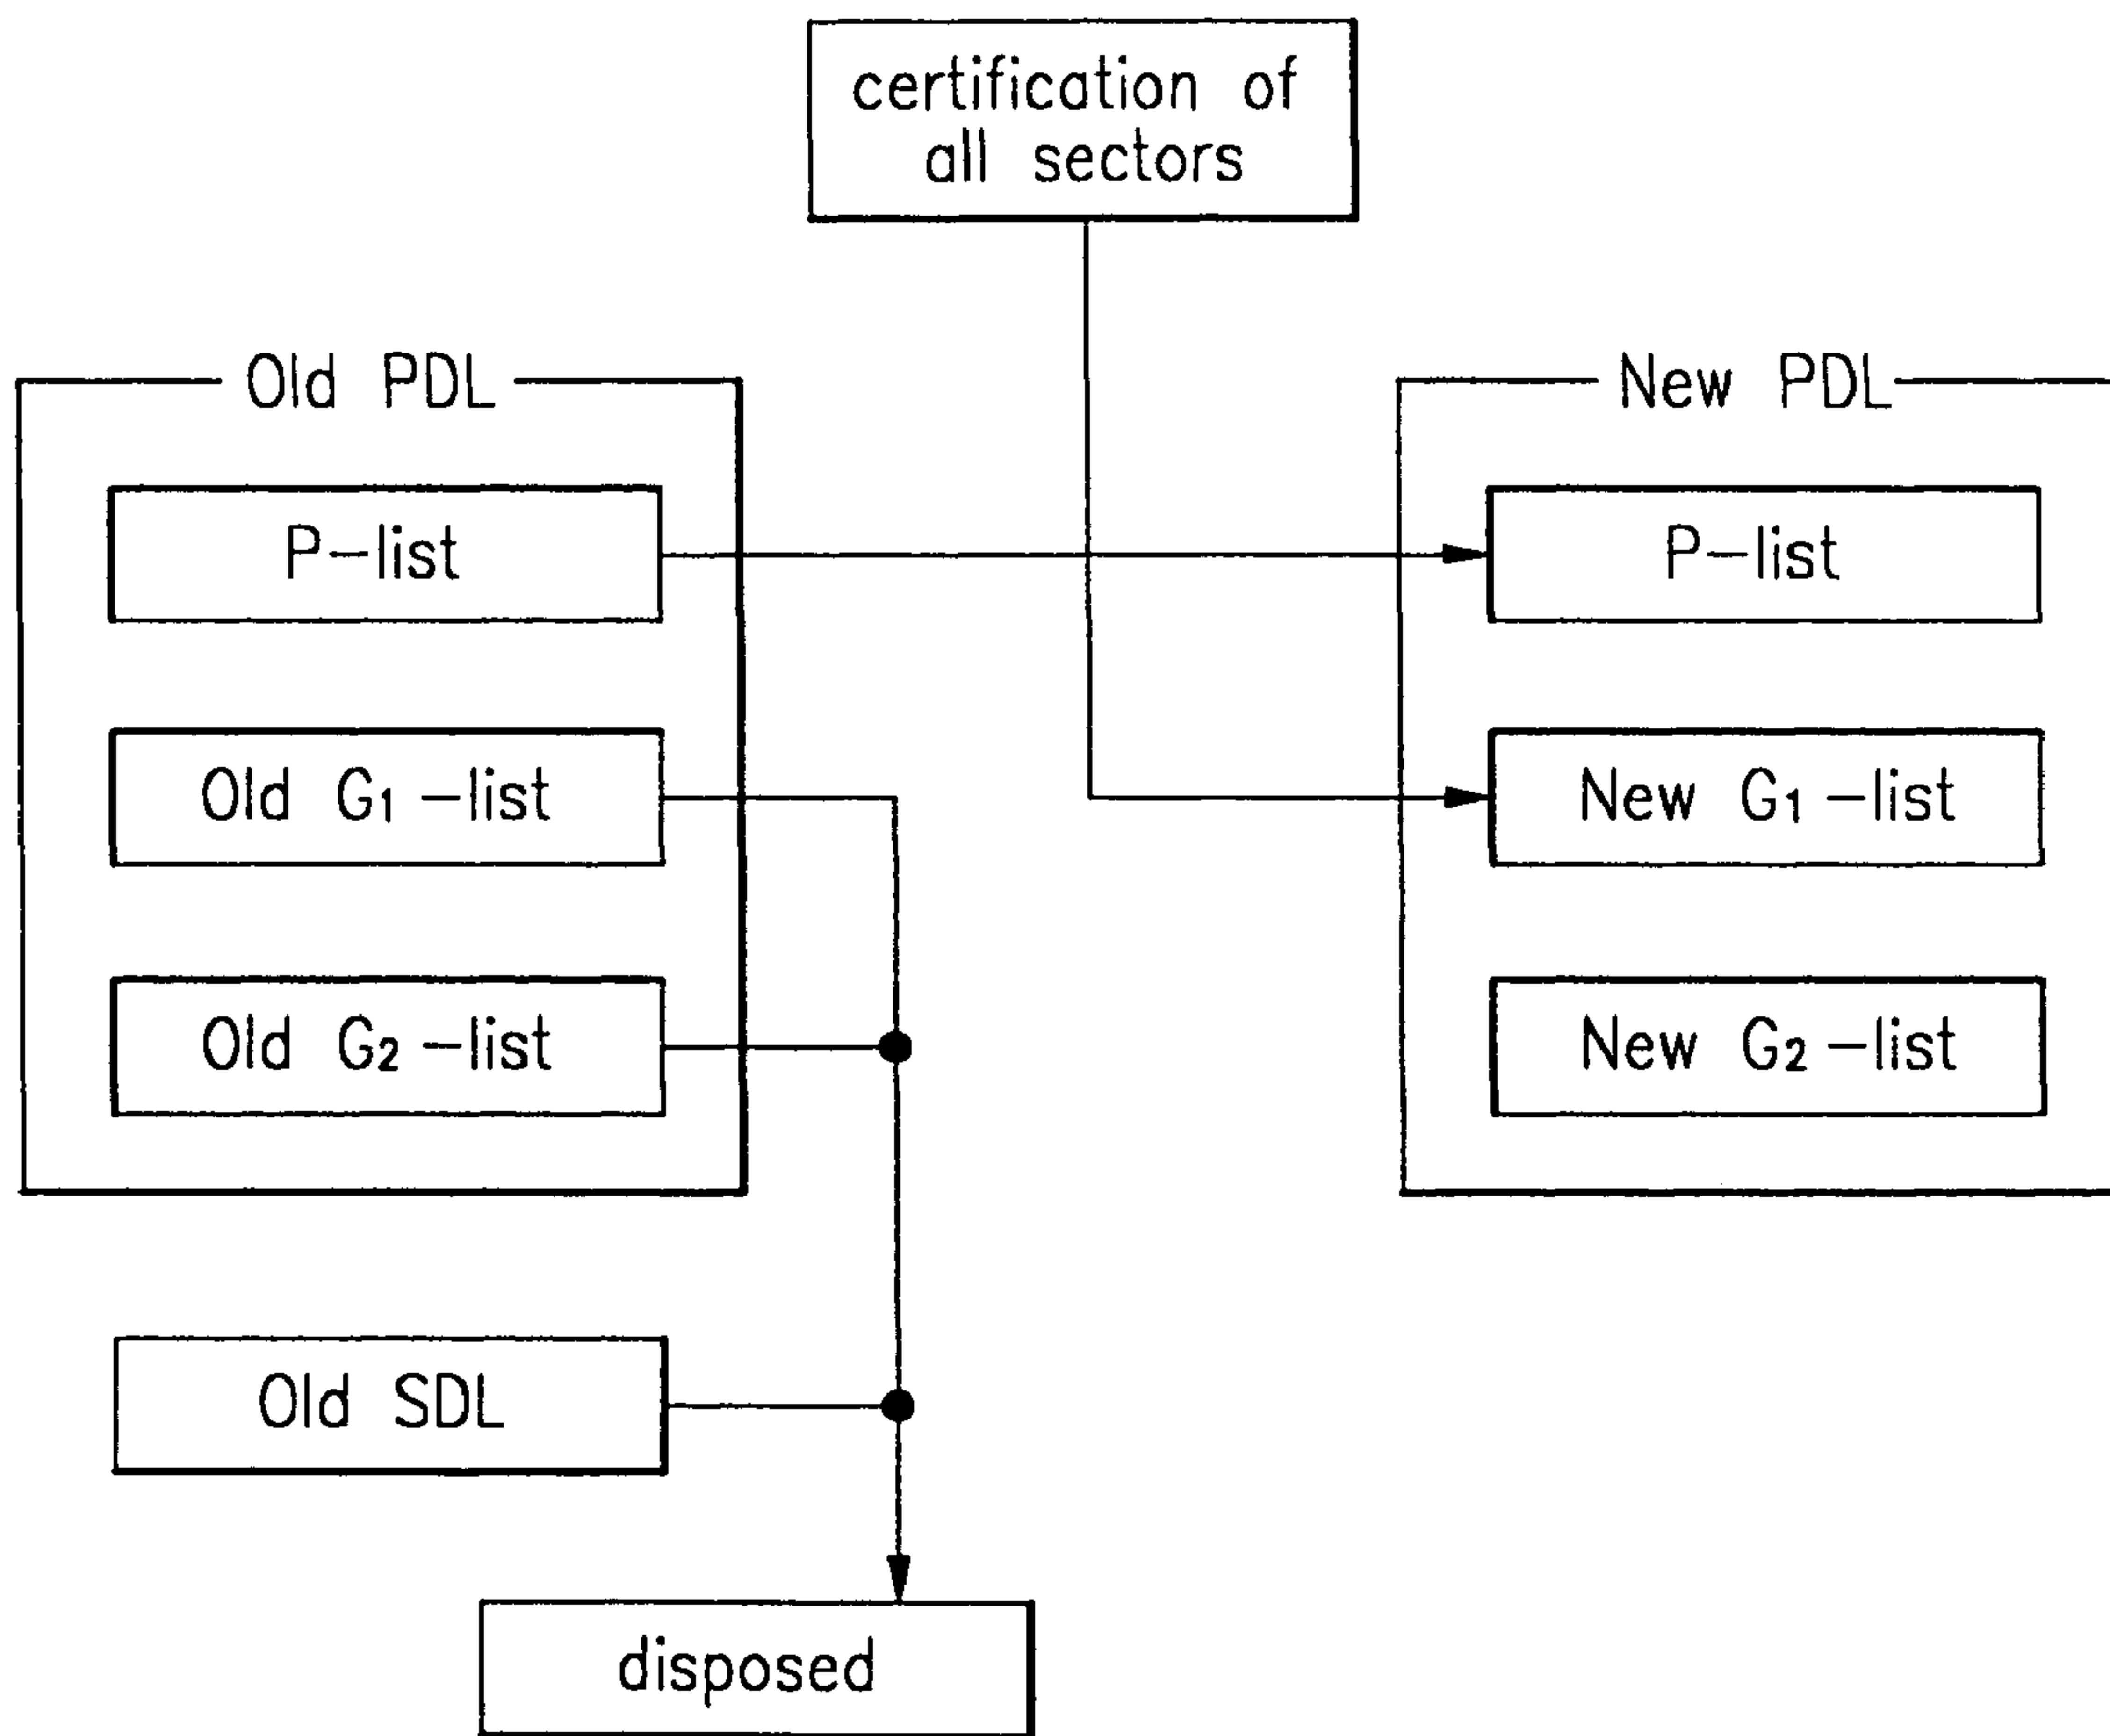 certification of
all sectors
Old PDL
New PDL
P-list
P-list
Old G1-list
New G1-list
Old G2-list
New G2-list
Old SDL
disposed